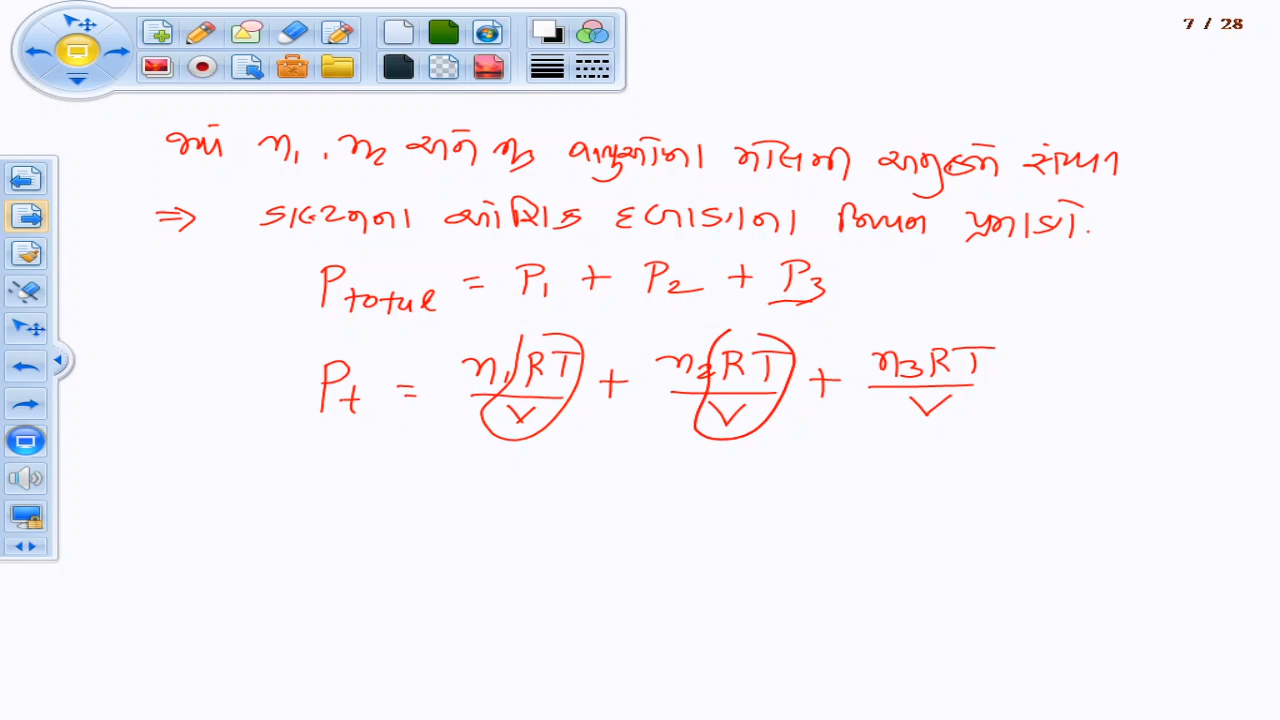 7 / 28
જ્યાં n₁, n₂ અને n₃ વાયુઓના મોલની અનુક્રમે સંખ્યા
⇒ ડાલ્ટનના આંશિક દબાણના નિયમ પ્રમાણે.
P_total = P₁ + P₂ + P₃
P_t = n₁RT/V + n₂RT/V + n₃RT/V